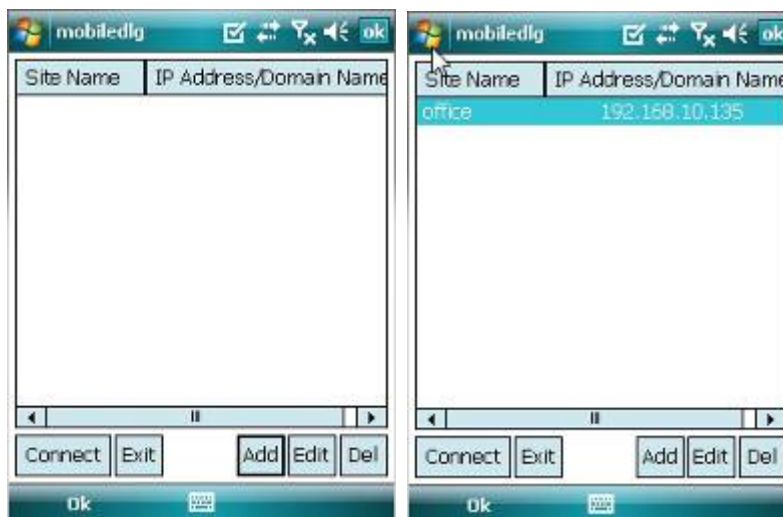 mobiledlg ok
Site Name IP Address/Domain Name
Connect Exit Add Edit Del
Ok
mobiledlg ok
Site Name IP Address/Domain Name
office 192.168.10.135
Connect Exit Add Edit Del
Ok